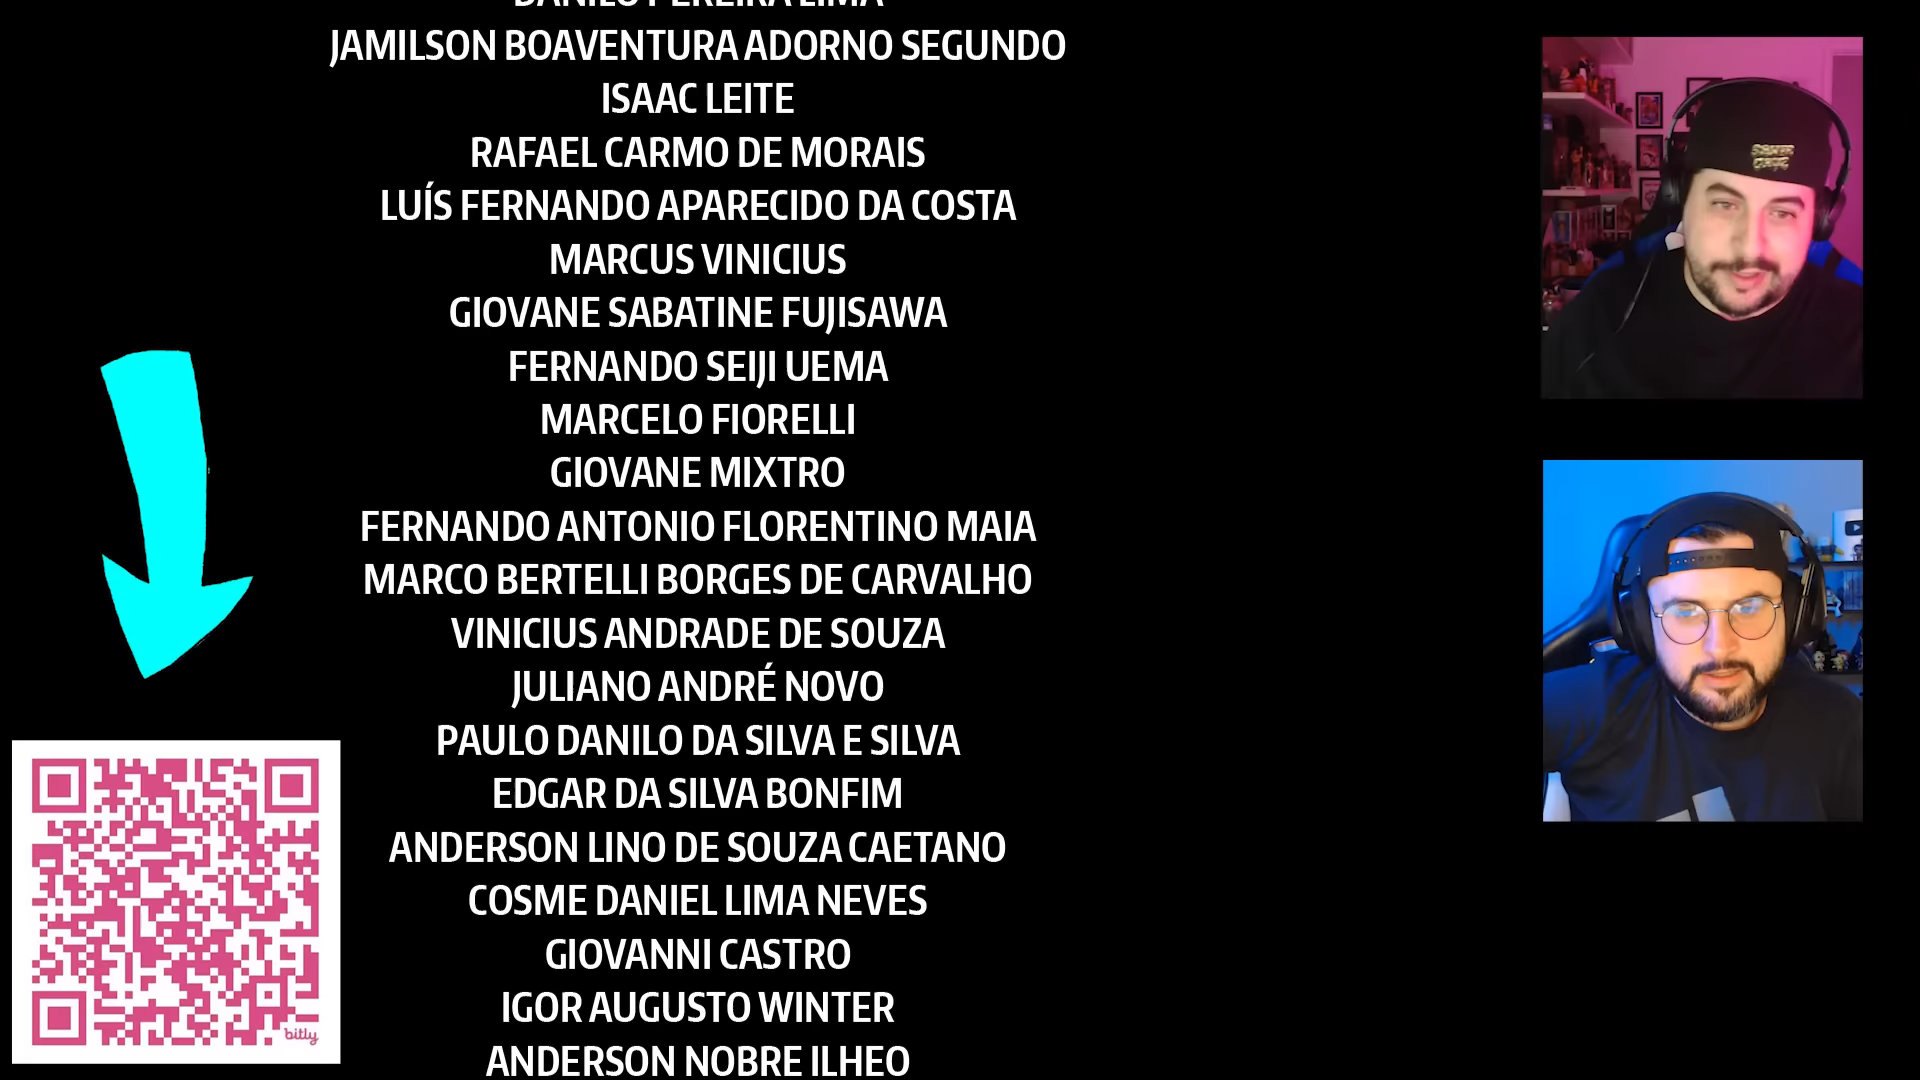 DANILO PEREIRA LIMA
JAMILSON BOAVENTURA ADORNO SEGUNDO
ISAAC LEITE
RAFAEL CARMO DE MORAIS
LUÍS FERNANDO APARECIDO DA COSTA
MARCUS VINICIUS
GIOVANE SABATINE FUJISAWA
FERNANDO SEIJI UEMA
MARCELO FIORELLI
GIOVANE MIXTRO
FERNANDO ANTONIO FLORENTINO MAIA
MARCO BERTELLI BORGES DE CARVALHO
VINICIUS ANDRADE DE SOUZA
JULIANO ANDRÉ NOVO
PAULO DANILO DA SILVA E SILVA
EDGAR DA SILVA BONFIM
ANDERSON LINO DE SOUZA CAETANO
COSME DANIEL LIMA NEVES
GIOVANNI CASTRO
IGOR AUGUSTO WINTER
ANDERSON NOBRE ILHEO
bitly